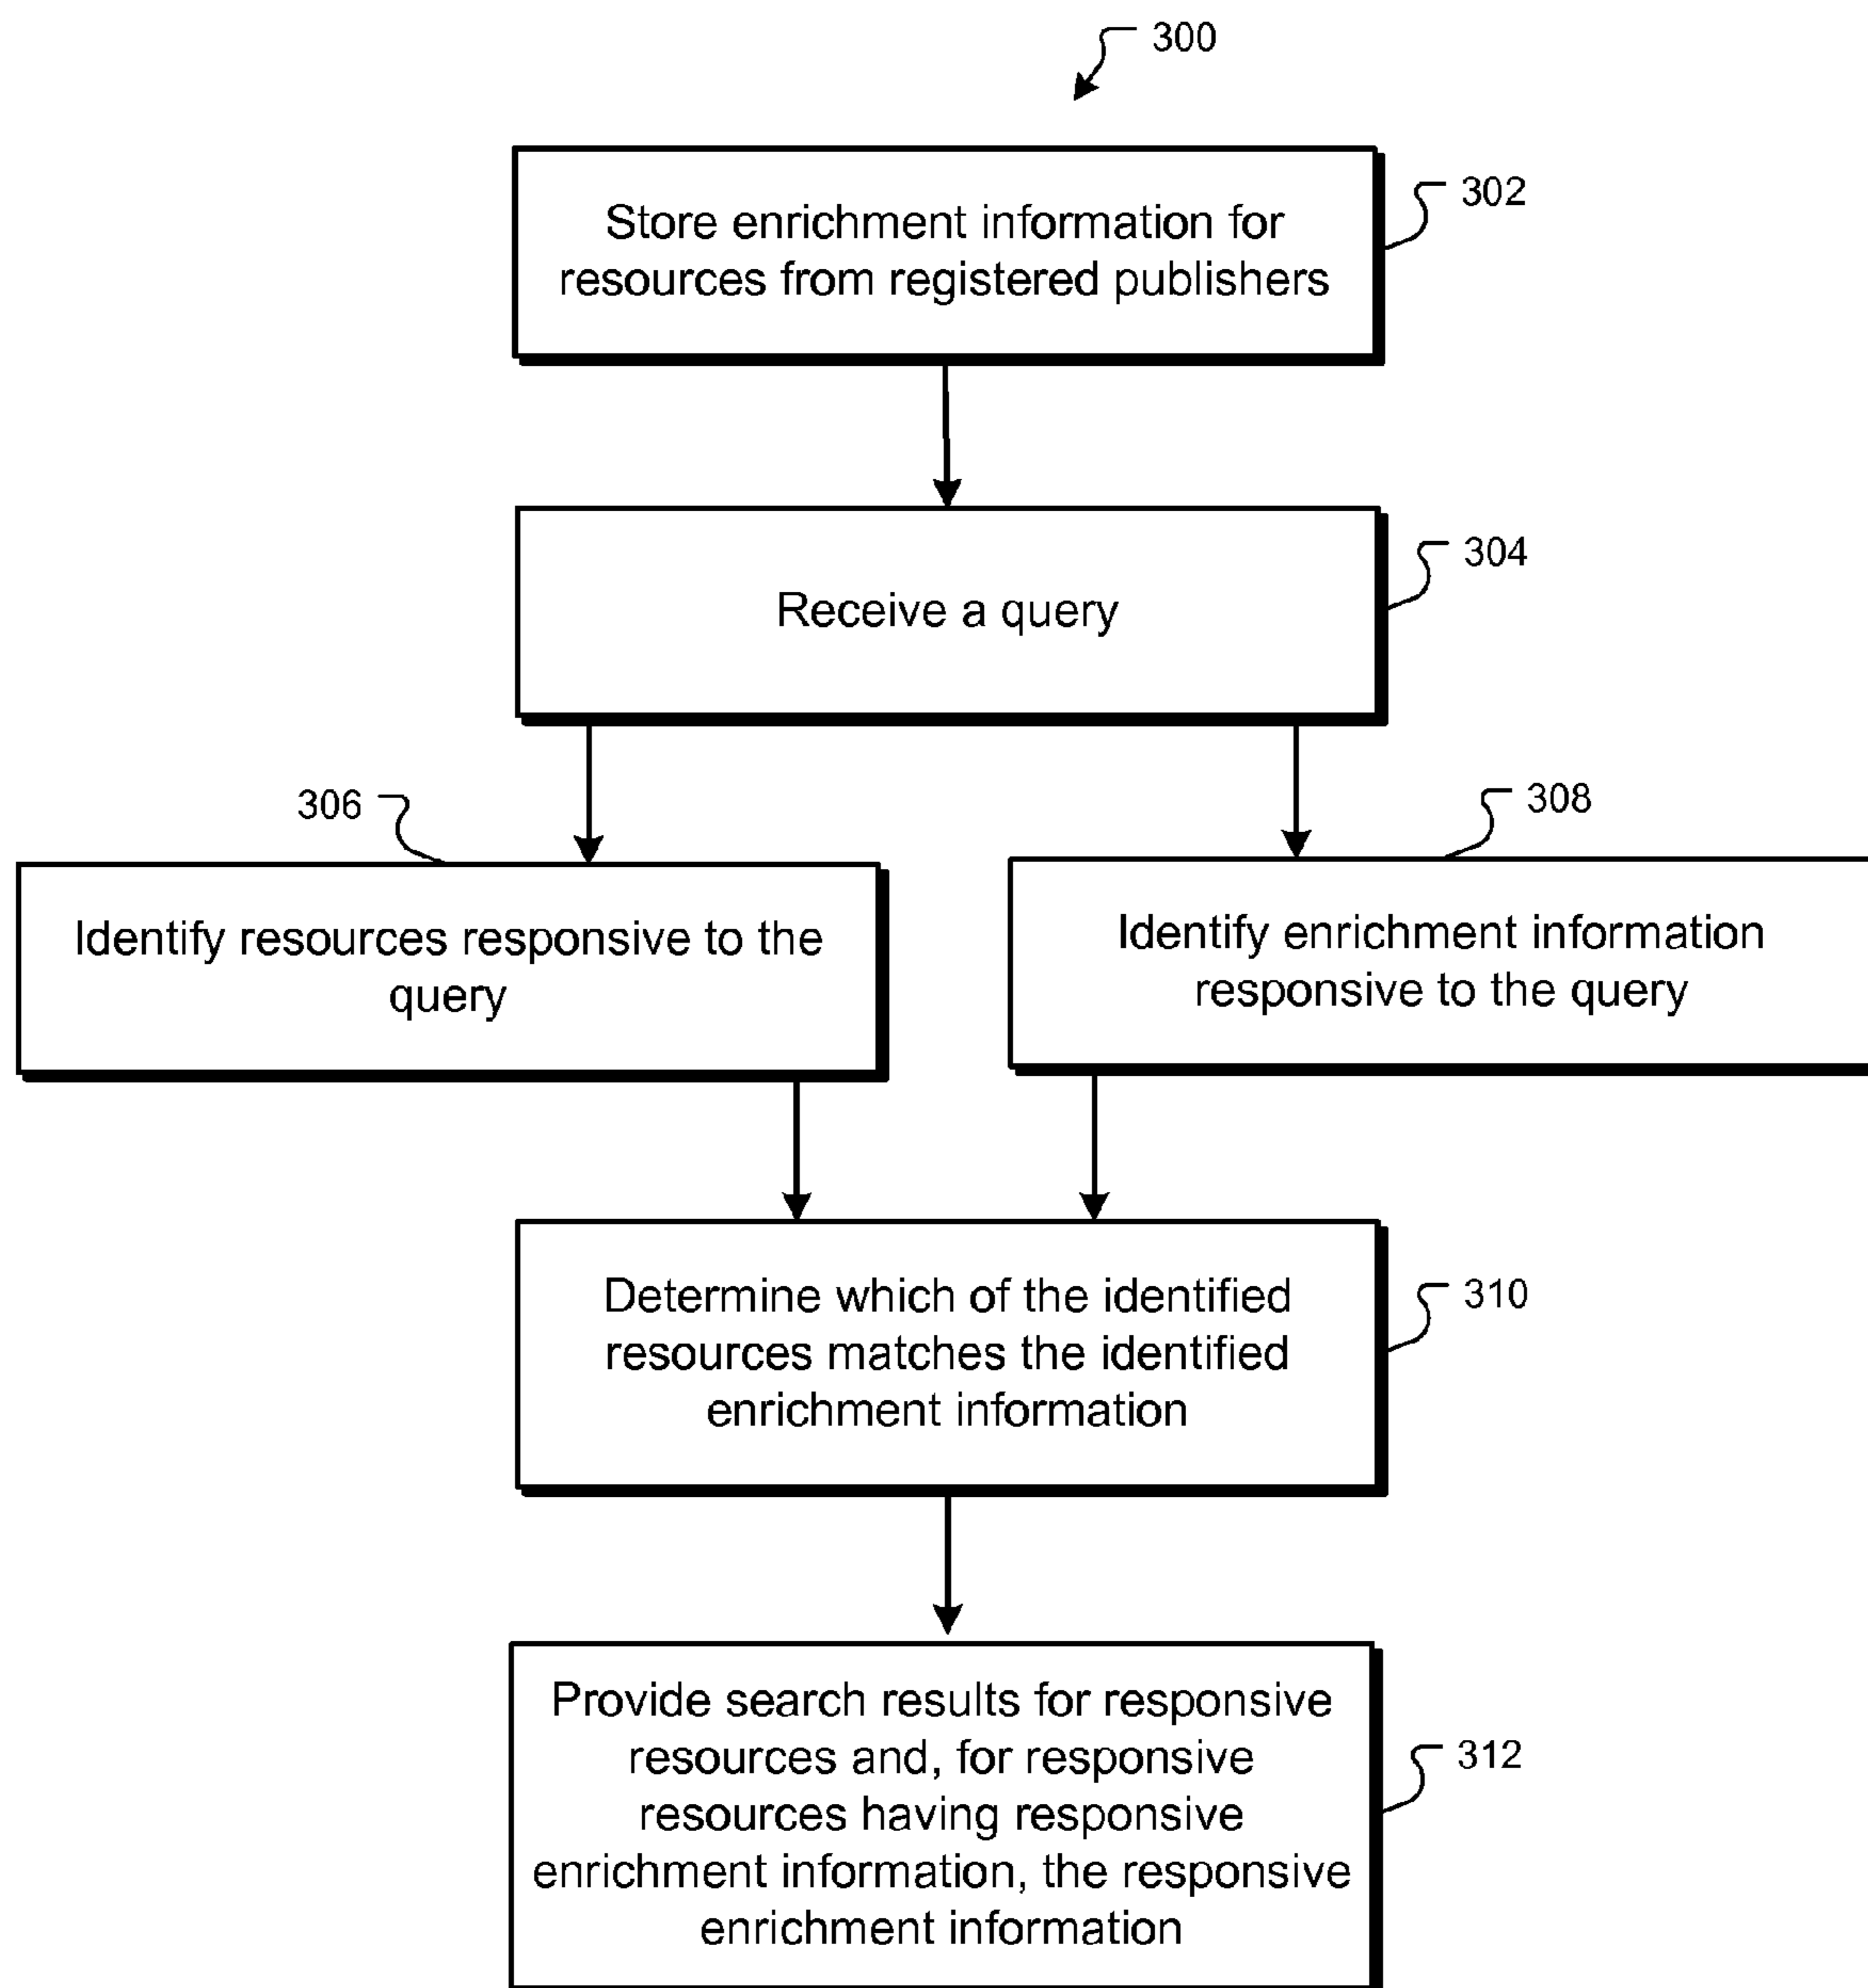 300
Store enrichment information for
resources from registered publishers
302
Receive a query
304
306
308
Identify resources responsive to the
query
Identify enrichment information
responsive to the query
Determine which of the identified
resources matches the identified
enrichment information
310
Provide search results for responsive
resources and, for responsive
resources having responsive
enrichment information, the responsive
enrichment information
312